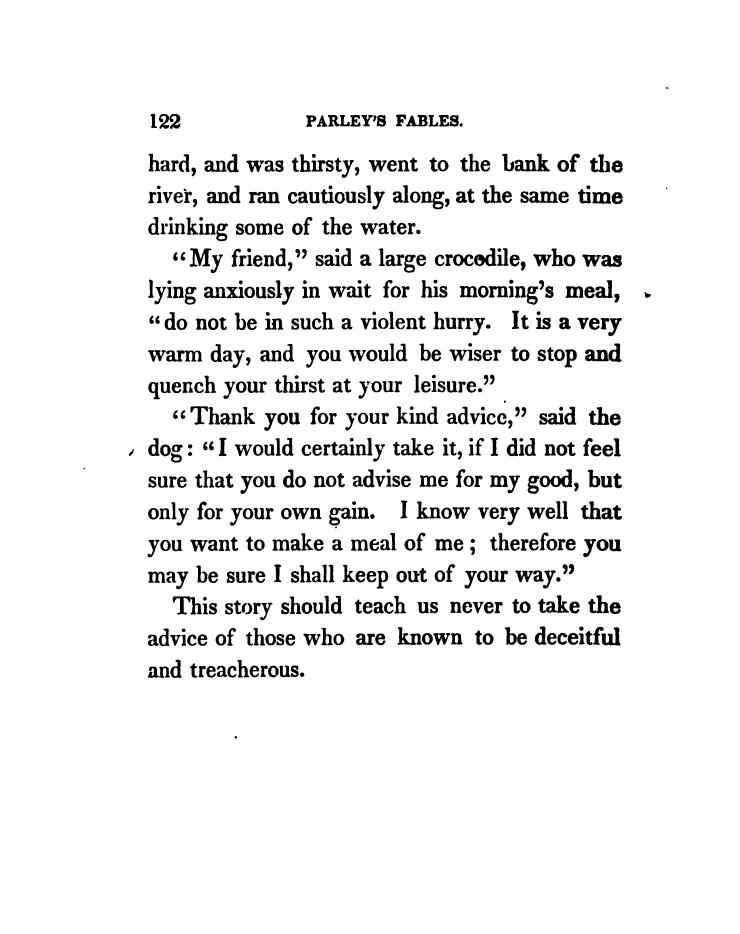 122 PARLEY'S FABLES.
hard, and was thirsty, went to the bank of the
river, and ran cautiously along, at the same time
drinking some of the water.
“My friend,” said a large crocodile, who was
lying anxiously in wait for his morning’s meal,
“do not be in such a violent hurry. It is a very
warm day, and you would be wiser to stop and
quench your thirst at your leisure.”
“Thank you for your kind advice,” said the
dog: “I would certainly take it, if I did not feel
sure that you do not advise me for my good, but
only for your own gain. I know very well that
you want to make a meal of me; therefore you
may be sure I shall keep out of your way.”
This story should teach us never to take the
advice of those who are known to be deceitful
and treacherous.